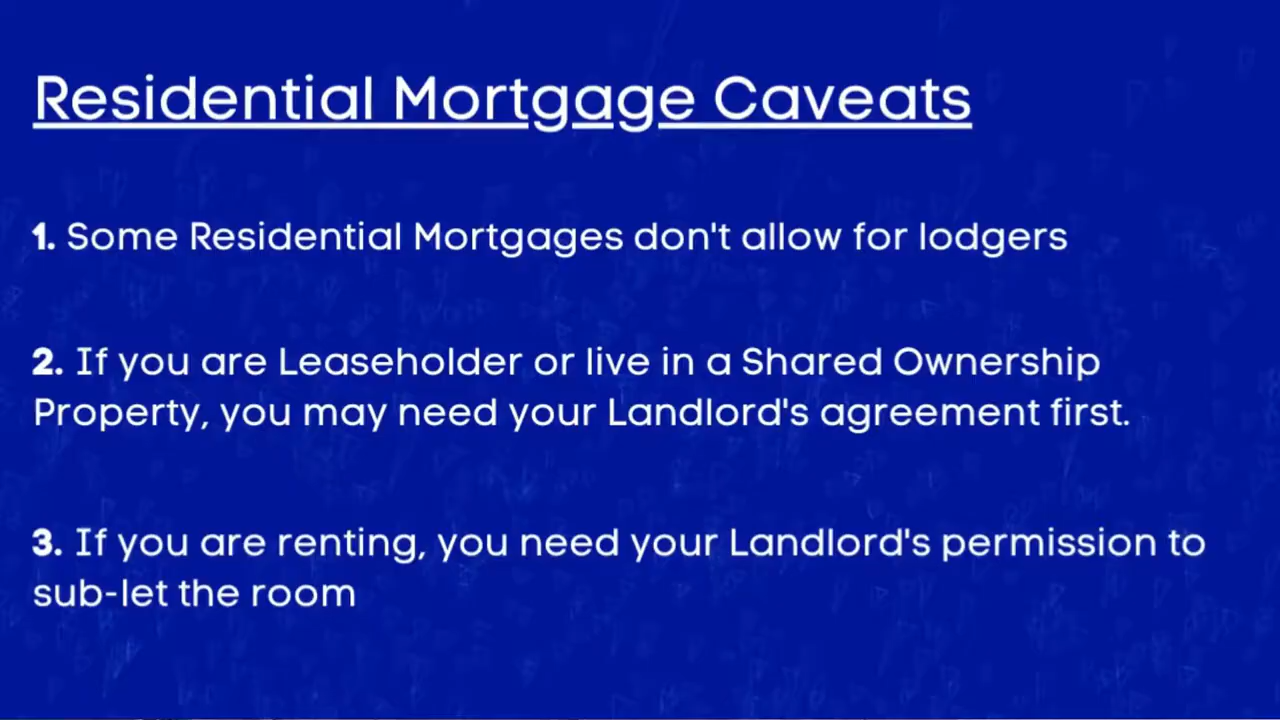 Residential Mortgage Caveats
1. Some Residential Mortgages don't allow for lodgers
2. If you are Leaseholder or live in a Shared Ownership
Property, you may need your Landlord's agreement first.
3. If you are renting, you need your Landlord's permission to
sub-let the room